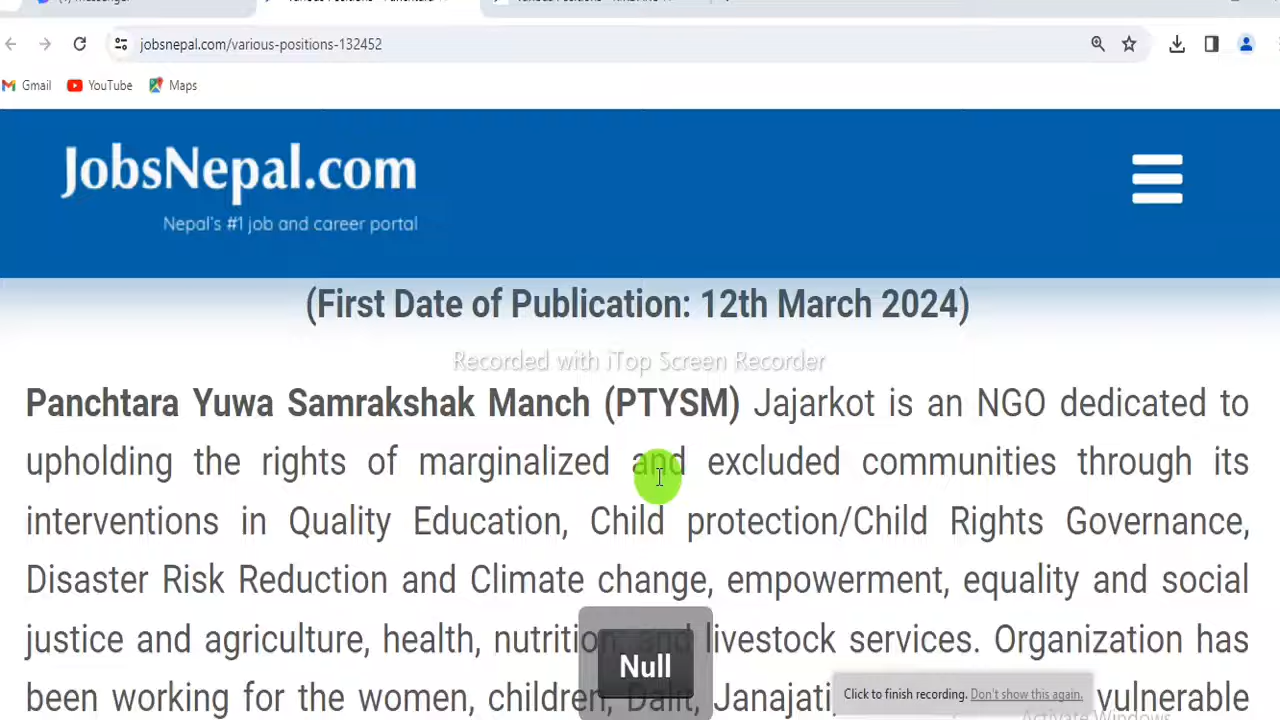 jobsnepal.com/various-positions-132452
Gmail YouTube Maps
JobsNepal.com
Nepal's #1 job and career portal
(First Date of Publication: 12th March 2024)
Recorded with iTop Screen Recorder
Panchtara Yuwa Samrakshak Manch (PTYSM) Jajarkot is an NGO dedicated to
upholding the rights of marginalized and excluded communities through its
interventions in Quality Education, Child protection/Child Rights Governance,
Disaster Risk Reduction and Climate change, empowerment, equality and social
justice and agriculture, health, nutrition, and livestock services. Organization has
been working for the women, children, Dalit, Janajati, vulnerable
Null
Click to finish recording. Don't show this again.
Activate Windows